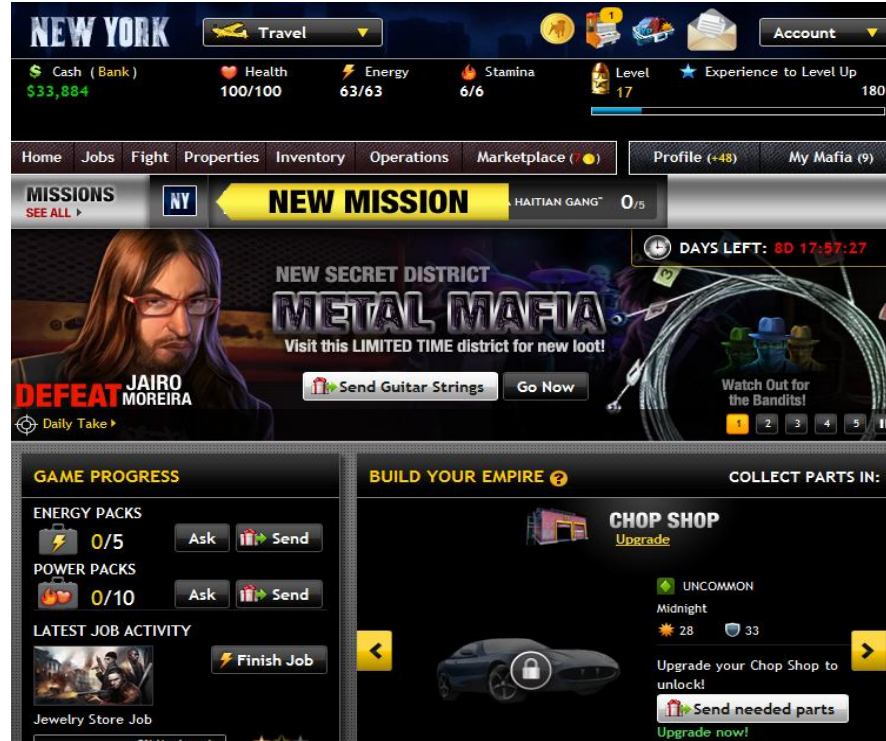 NEW YORK
Travel
1
Account
$ Cash (Bank)
Health
Energy
Stamina
Level
Experience to Level Up
$33,884
100/100
63/63
6/6
17
180
Home Jobs Fight Properties Inventory Operations Marketplace (7)
Profile (+48) My Mafia (9)
MISSIONS
SEE ALL
NY
NEW MISSION
HAITIAN GANG"
0/5
DAYS LEFT: 8D 17:57:27
NEW SECRET DISTRICT
METAL MAFIA
Visit this LIMITED TIME district for new loot!
Send Guitar Strings
Go Now
DEFEAT JAIRO MOREIRA
Watch Out for
the Bandits!
Daily Take
1 2 3 4 5
GAME PROGRESS
BUILD YOUR EMPIRE ?
COLLECT PARTS IN:
ENERGY PACKS
0/5
Ask
Send
POWER PACKS
0/10
Ask
Send
LATEST JOB ACTIVITY
Finish Job
Jewelry Store Job
CHOP SHOP
Upgrade
UNCOMMON
Midnight
28
33
Upgrade your Chop Shop to
unlock!
Send needed parts
Upgrade now!